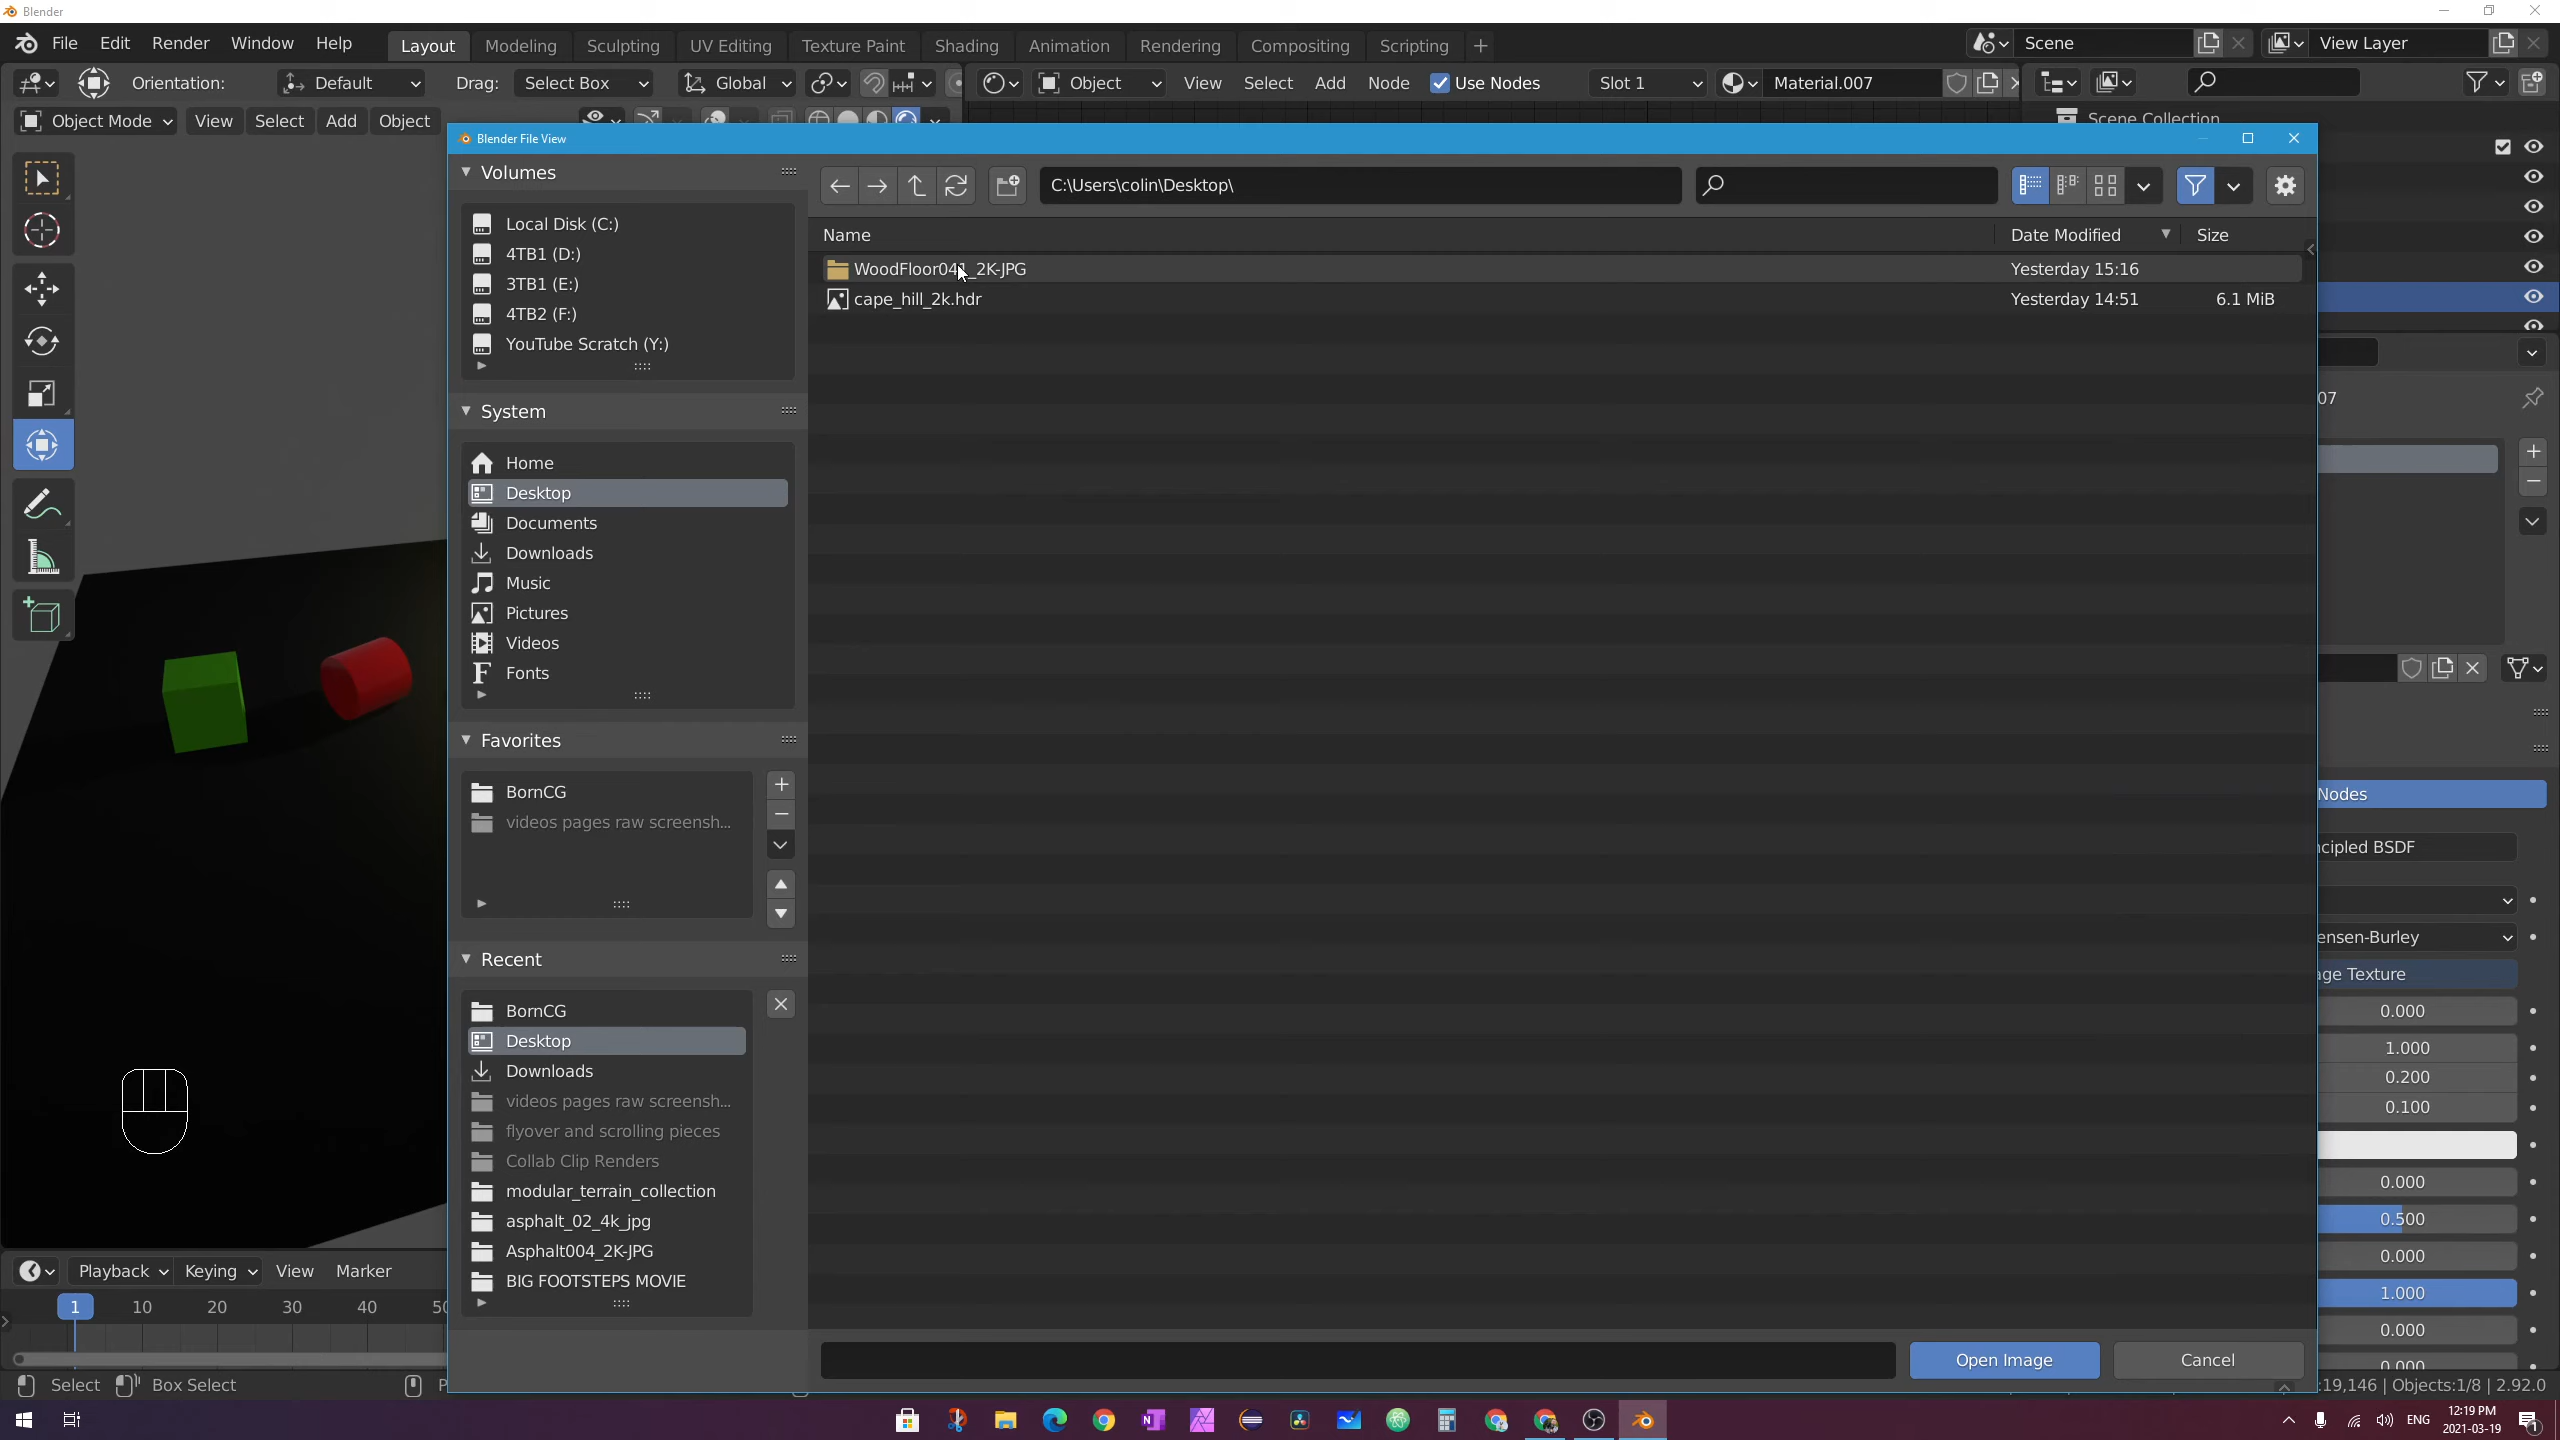 Blender
File Edit Render Window Help Layout Modeling Sculpting UV Editing Texture Paint Shading Animation Rendering Compositing Scripting + Scene View Layer
Orientation: Default Drag: Select Box Global Object View Select Add Node Use Nodes Slot 1 Material.007
Object Mode View Select Add Object Scene Collection
Blender File View
Volumes
C:\Users\colin\Desktop\
Local Disk (C:)
4TB1 (D:)
3TB1 (E:)
4TB2 (F:)
YouTube Scratch (Y:)
Name Date Modified Size
WoodFloor041_2K-JPG Yesterday 15:16
cape_hill_2k.hdr Yesterday 14:51 6.1 MiB
System
Home
Desktop
Documents
Downloads
Music
Pictures
Videos
Fonts
Favorites
BornCG
videos pages raw screensh...
Recent
BornCG
Desktop
Downloads
videos pages raw screensh...
flyover and scrolling pieces
Collab Clip Renders
modular_terrain_collection
asphalt_02_4k_jpg
Asphalt004_2K-JPG
BIG FOOTSTEPS MOVIE
Open Image Cancel
07
Nodes
ncipled BSDF
ensen-Burley
age Texture
0.000
1.000
0.200
0.100
0.000
0.500
0.000
1.000
0.000
0.000
Playback Keying View Marker
1 10 20 30 40 50
Select Box Select
:19,146 | Objects:1/8 | 2.92.0
ENG
12:19 PM
2021-03-19
1